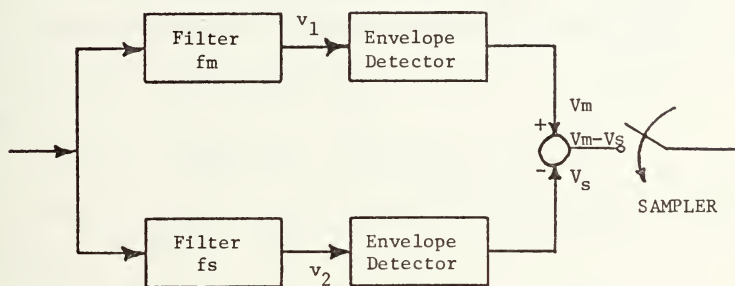 v1
Filter
fm
Envelope
Detector
Vm
+
Vm-Vs
-
Vs
SAMPLER
Filter
fs
v2
Envelope
Detector